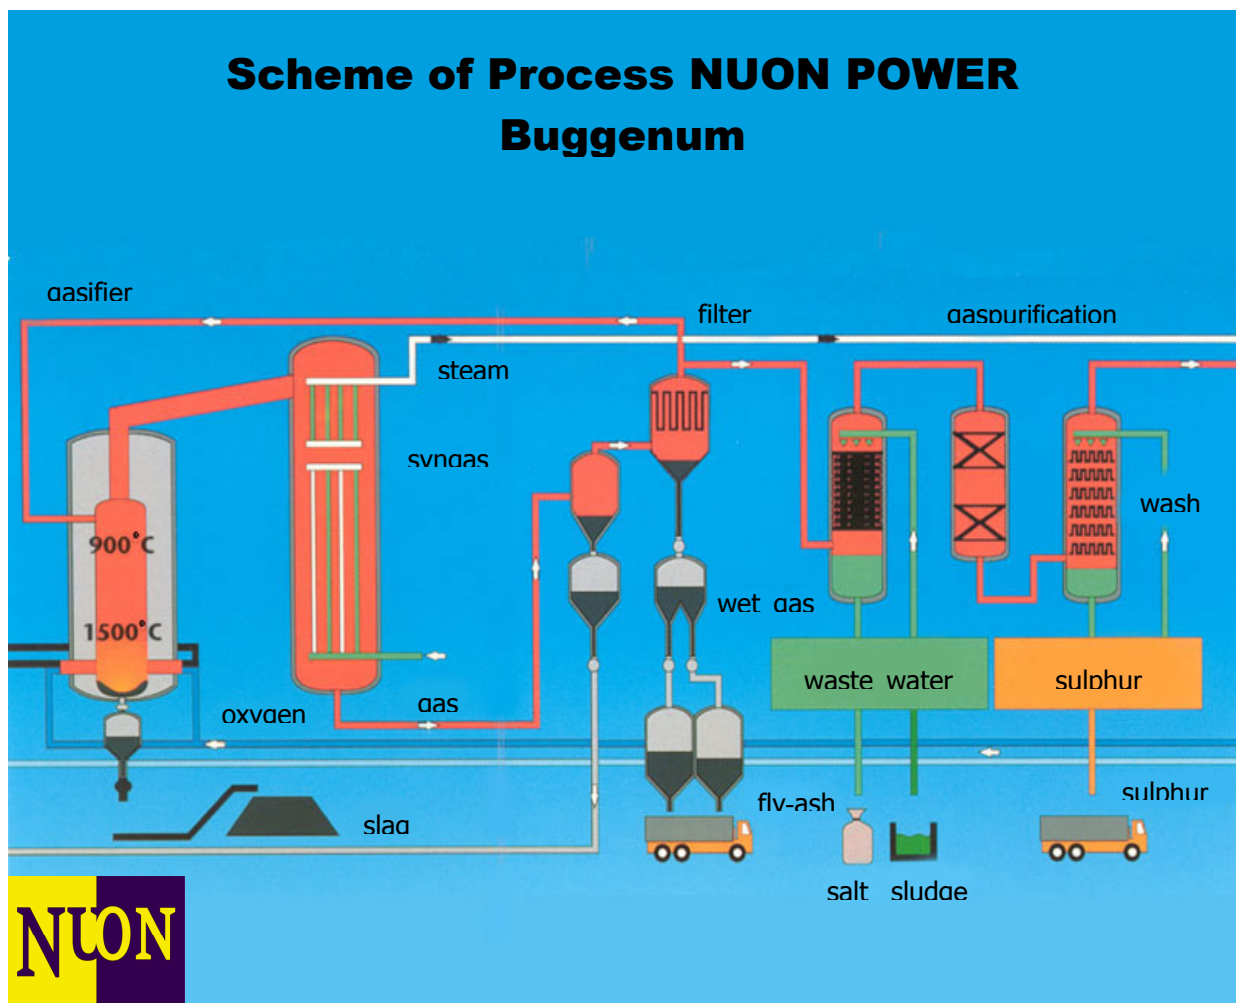 Scheme of Process NUON POWER
Buggenum
gasifier
filter
gaspurification
steam
syngas
wash
900°C
wet gas
1500°C
waste water
sulphur
oxygen
gas
fly-ash
sulphur
slag
salt
sludge
NUON